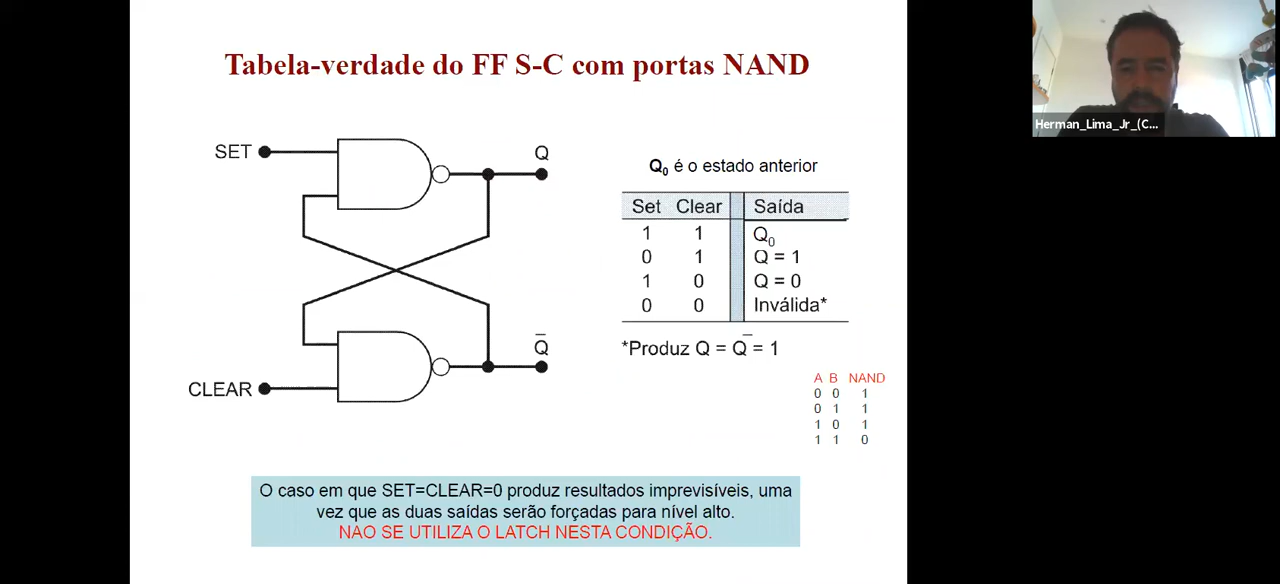 Tabela-verdade do FF S-C com portas NAND
Herman_Lima_Jr_(C...
SET
Q
Q₀ é o estado anterior
Set Clear Saída
1 1 Q₀
0 1 Q = 1
1 0 Q = 0
0 0 Inválida*
*Produz Q = Q̅ = 1
Q̅
CLEAR
A B NAND
0 0 1
0 1 1
1 0 1
1 1 0
O caso em que SET=CLEAR=0 produz resultados imprevisíveis, uma
vez que as duas saídas serão forçadas para nível alto.
NAO SE UTILIZA O LATCH NESTA CONDIÇÃO.